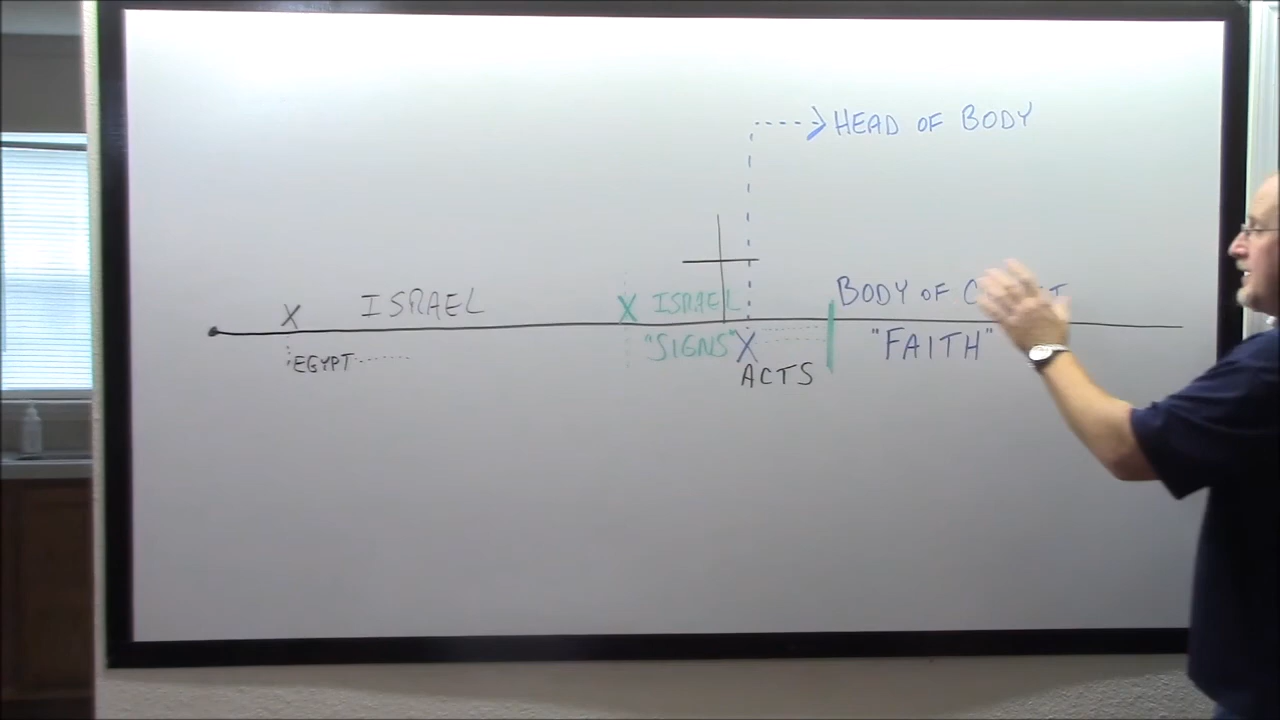 HEAD OF BODY
X ISRAEL
X ISRAEL
BODY OF
EGYPT
"SIGNS" X
"FAITH"
ACTS